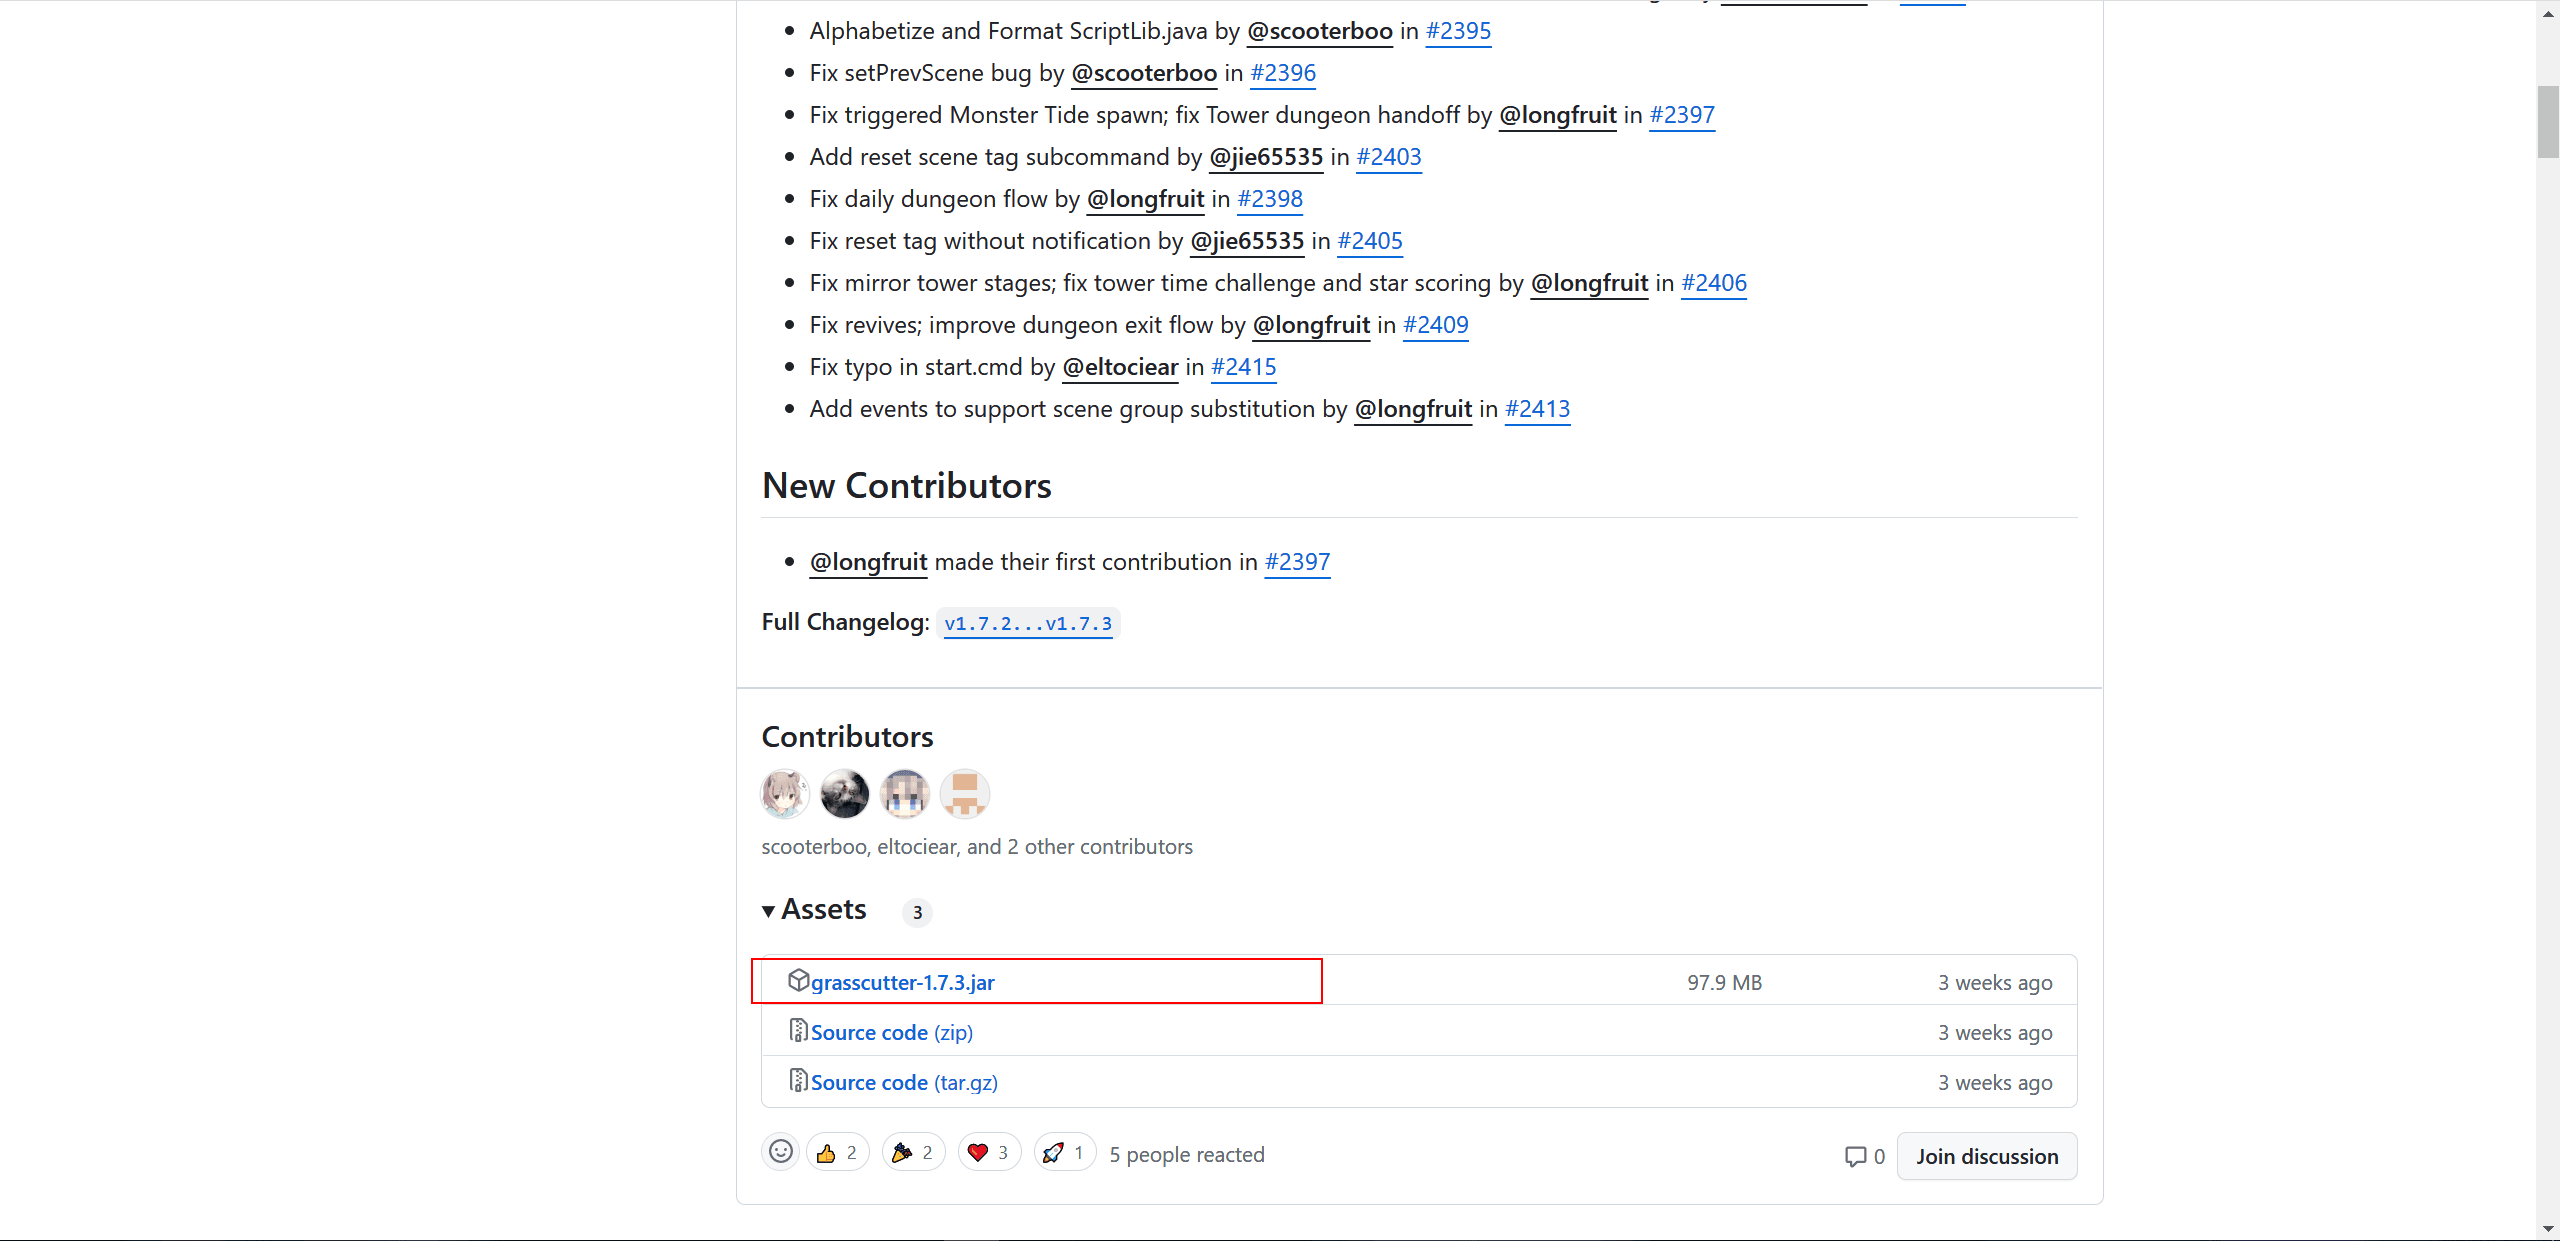 Alphabetize and Format ScriptLib.java by @scooterboo in #2395
Fix setPrevScene bug by @scooterboo in #2396
Fix triggered Monster Tide spawn; fix Tower dungeon handoff by @longfruit in #2397
Add reset scene tag subcommand by @jie65535 in #2403
Fix daily dungeon flow by @longfruit in #2398
Fix reset tag without notification by @jie65535 in #2405
Fix mirror tower stages; fix tower time challenge and star scoring by @longfruit in #2406
Fix revives; improve dungeon exit flow by @longfruit in #2409
Fix typo in start.cmd by @eltociear in #2415
Add events to support scene group substitution by @longfruit in #2413
New Contributors
@longfruit made their first contribution in #2397
Full Changelog: v1.7.2...v1.7.3
Contributors
scooterboo, eltociear, and 2 other contributors
Assets 3
grasscutter-1.7.3.jar 97.9 MB 3 weeks ago
Source code (zip) 3 weeks ago
Source code (tar.gz) 3 weeks ago
2 2 3 1 5 people reacted 0 Join discussion